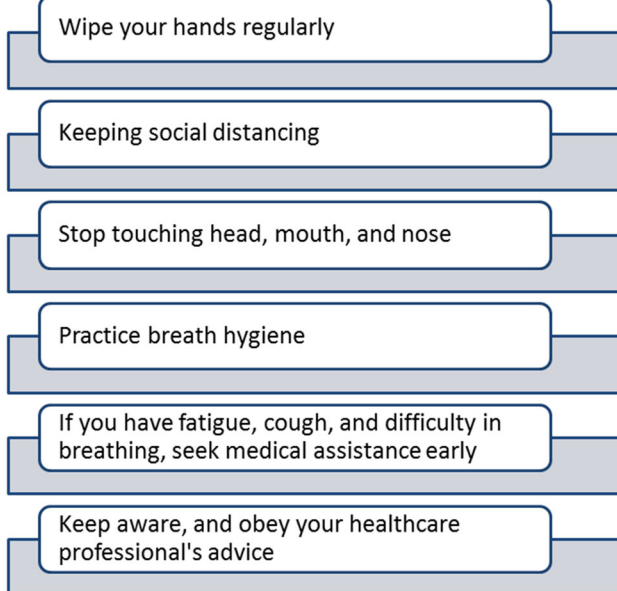 Wipe your hands regularly
Keeping social distancing
Stop touching head, mouth, and nose
Practice breath hygiene
If you have fatigue, cough, and difficulty in
breathing, seek medical assistance early
Keep aware, and obey your healthcare
professional's advice